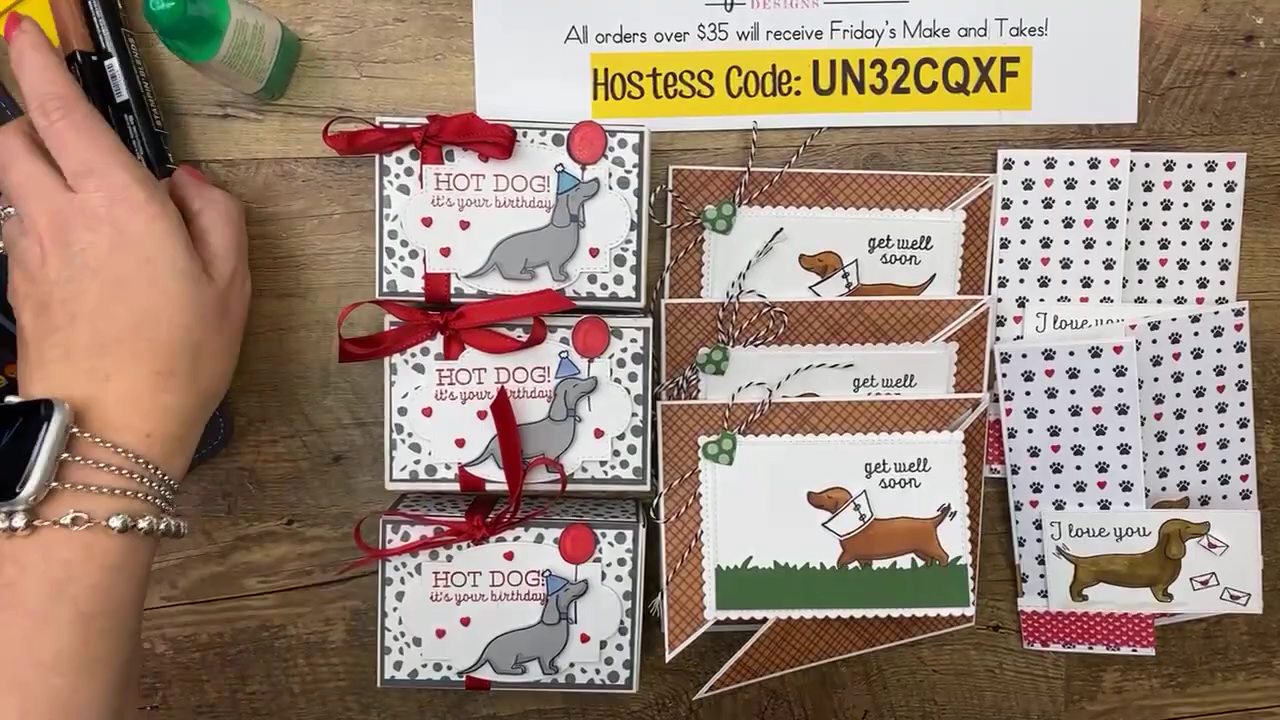 DESIGNS
All orders over $35 will receive Friday's Make and Takes!
Hostess Code: UN32CQXF
HOT DOG!
it's your birthday
HOT DOG!
it's your birthday
HOT DOG!
it's your birthday
get well
soon
get well
get well
soon
I love you
I love you